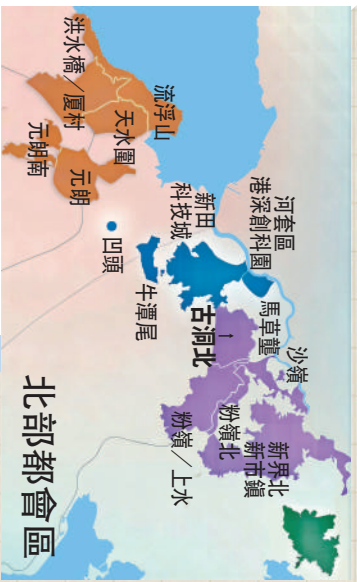 流浮山
天水圍
洪水橋／厦村
元朗
元朗南
凹頭
牛潭尾
新田
科技城
河套區
港深創科園
馬草壟
古洞北
↑
沙嶺
粉嶺北
粉嶺／上水
新界北
新市鎮
北部都會區